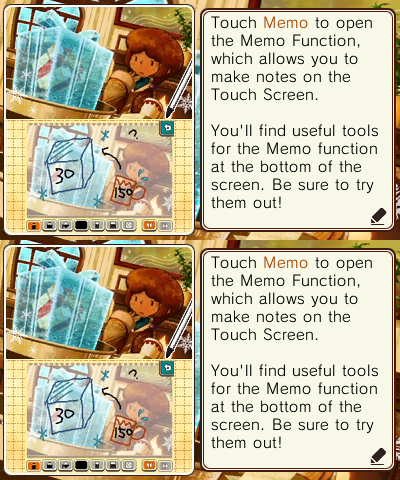 Touch Memo to open
the Memo Function,
which allows you to
make notes on the
Touch Screen.
You'll find useful tools
for the Memo function
at the bottom of the
screen. Be sure to try
them out!
?
30
150
Touch Memo to open
the Memo Function,
which allows you to
make notes on the
Touch Screen.
You'll find useful tools
for the Memo function
at the bottom of the
screen. Be sure to try
them out!
?
30
150